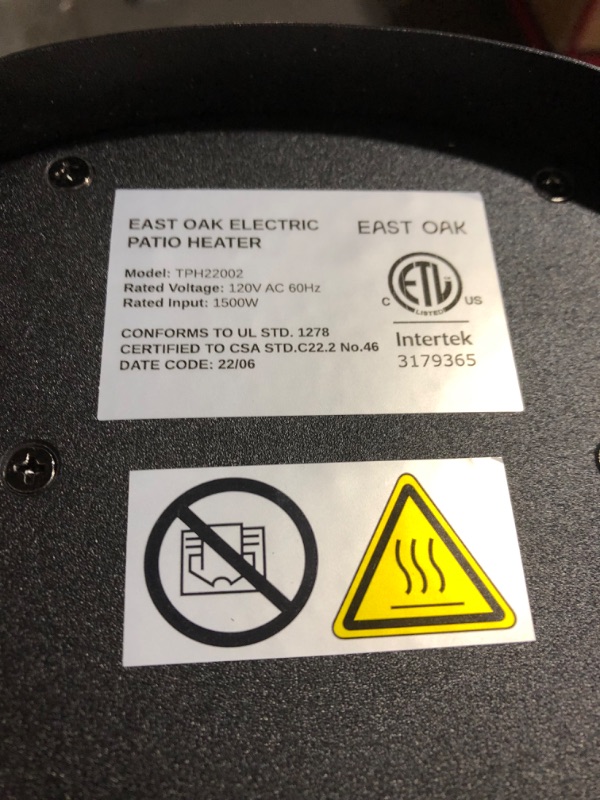 EAST OAK ELECTRIC
PATIO HEATER
EAST OAK
Model: TPH22002
Rated Voltage: 120V AC 60Hz
Rated Input: 1500W
CONFORMS TO UL STD. 1278
CERTIFIED TO CSA STD.C22.2 No.46
DATE CODE: 22/06
ETL
C US
LISTED
Intertek
3179365